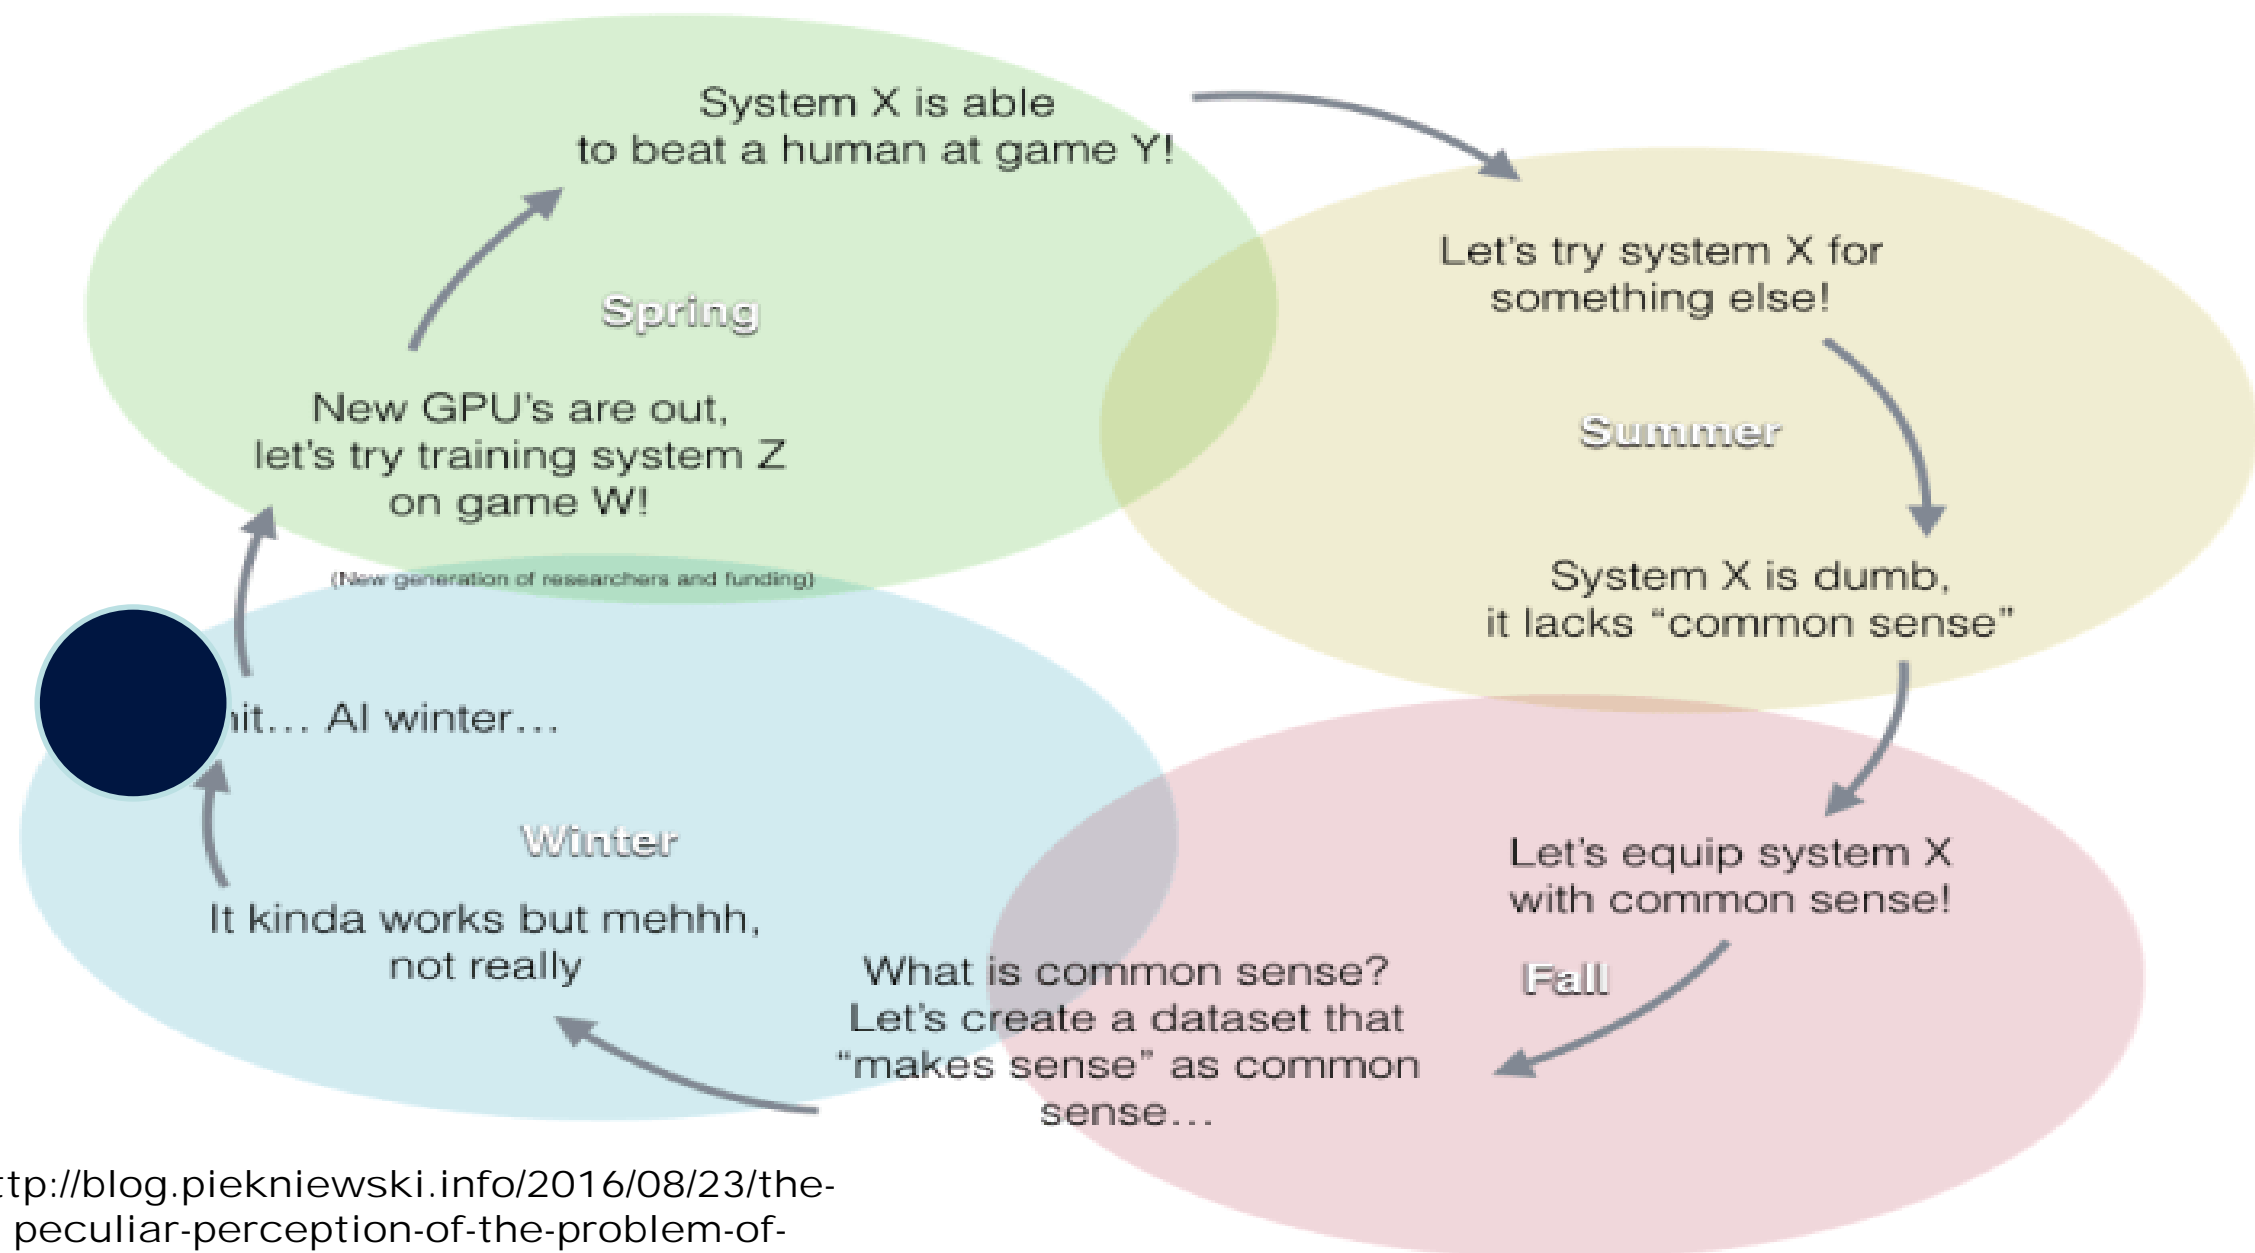 System X is able
to beat a human at game Y!
Let's try system X for
something else!
Spring
New GPU's are out,
let's try training system Z
on game W!
Summer
System X is dumb,
it lacks “common sense”
(New generation of researchers and funding)
hit... AI winter...
Winter
Let's equip system X
with common sense!
It kinda works but mehhh,
not really
What is common sense?
Let's create a dataset that
“makes sense” as common
sense...
Fall
ttp://blog.piekniewski.info/2016/08/23/the-
peculiar-perception-of-the-problem-of-